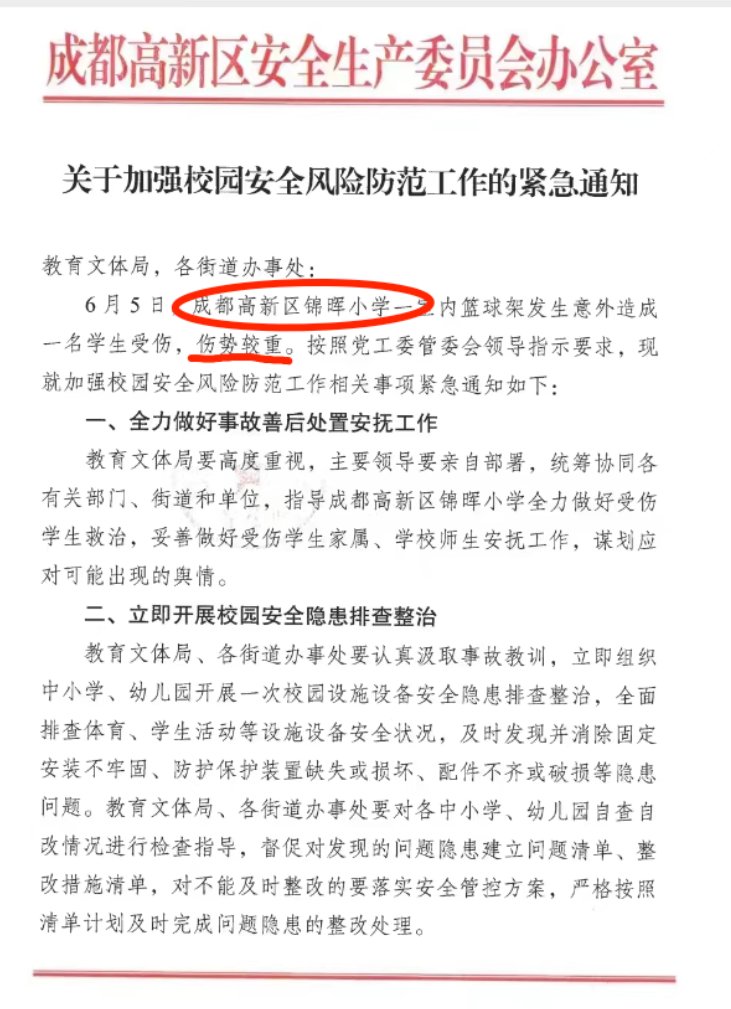 成都高新区安全生产委员会办公室
关于加强校园安全风险防范工作的紧急通知
教育文体局，各街道办事处：
6月5日 成都高新区锦晖小学一室内篮球架发生意外造成
一名学生受伤，伤势较重。按照党工委管委会领导指示要求，现
就加强校园安全风险防范工作相关事项紧急通知如下：
一、全力做好事故善后处置安抚工作
教育文体局要高度重视，主要领导要亲自部署，统筹协同各
有关部门、街道和单位，指导成都高新区锦晖小学全力做好受伤
学生救治，妥善做好受伤学生家属、学校师生安抚工作，谋划应
对可能出现的舆情。
二、立即开展校园安全隐患排查整治
教育文体局、各街道办事处要认真汲取事故教训，立即组织
中小学、幼儿园开展一次校园设施设备安全隐患排查整治，全面
排查体育、学生活动等设施设备安全状况，及时发现并消除固定
安装不牢固、防护保护装置缺失或损坏、配件不齐或破损等隐患
问题。教育文体局、各街道办事处要对各中小学、幼儿园自查自
改情况进行检查指导，督促对发现的问题隐患建立问题清单、整
改措施清单，对不能及时整改的要落实安全管控方案，严格按照
清单计划及时完成问题隐患的整改处理。